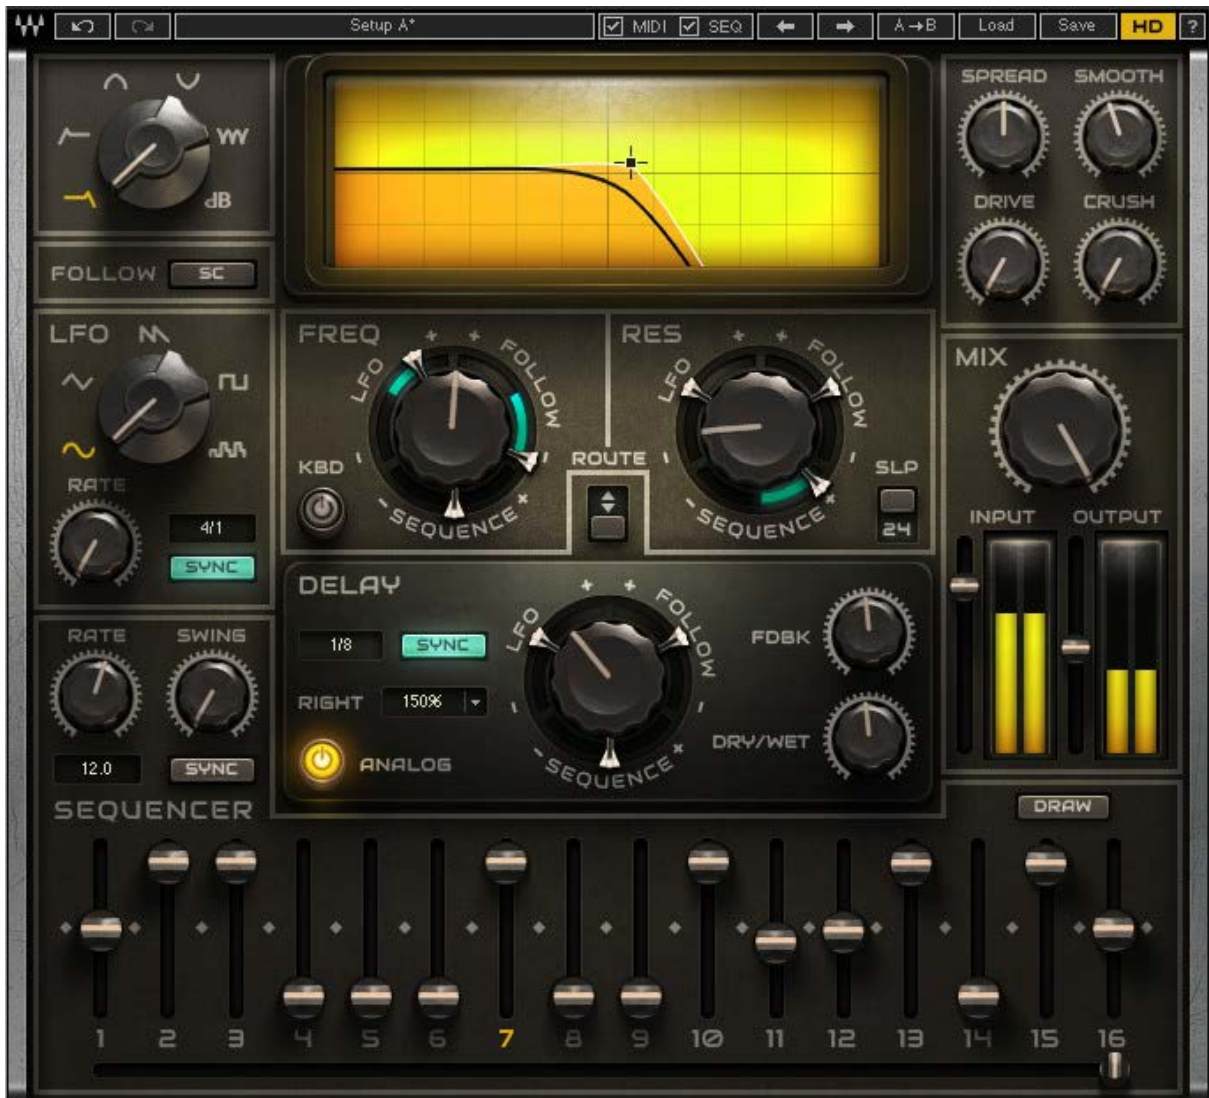 Setup A*
MIDI
SEQ
A→B
Load
Save
HD
?
dB
FOLLOW
SC
SPREAD
SMOOTH
DRIVE
CRUSH
LFO
RATE
4/1
SYNC
FREQ
LFO
FOLLOW
SEQUENCE
KBD
ROUTE
RES
LFO
FOLLOW
SEQUENCE
SLP
24
MIX
INPUT
OUTPUT
DELAY
1/8
SYNC
RIGHT
150%
ANALOG
LFO
FOLLOW
SEQUENCE
FDBK
DRY/WET
RATE
SWING
12.0
SYNC
SEQUENCER
DRAW
1 2 3 4 5 6 7 8 9 10 11 12 13 14 15 16